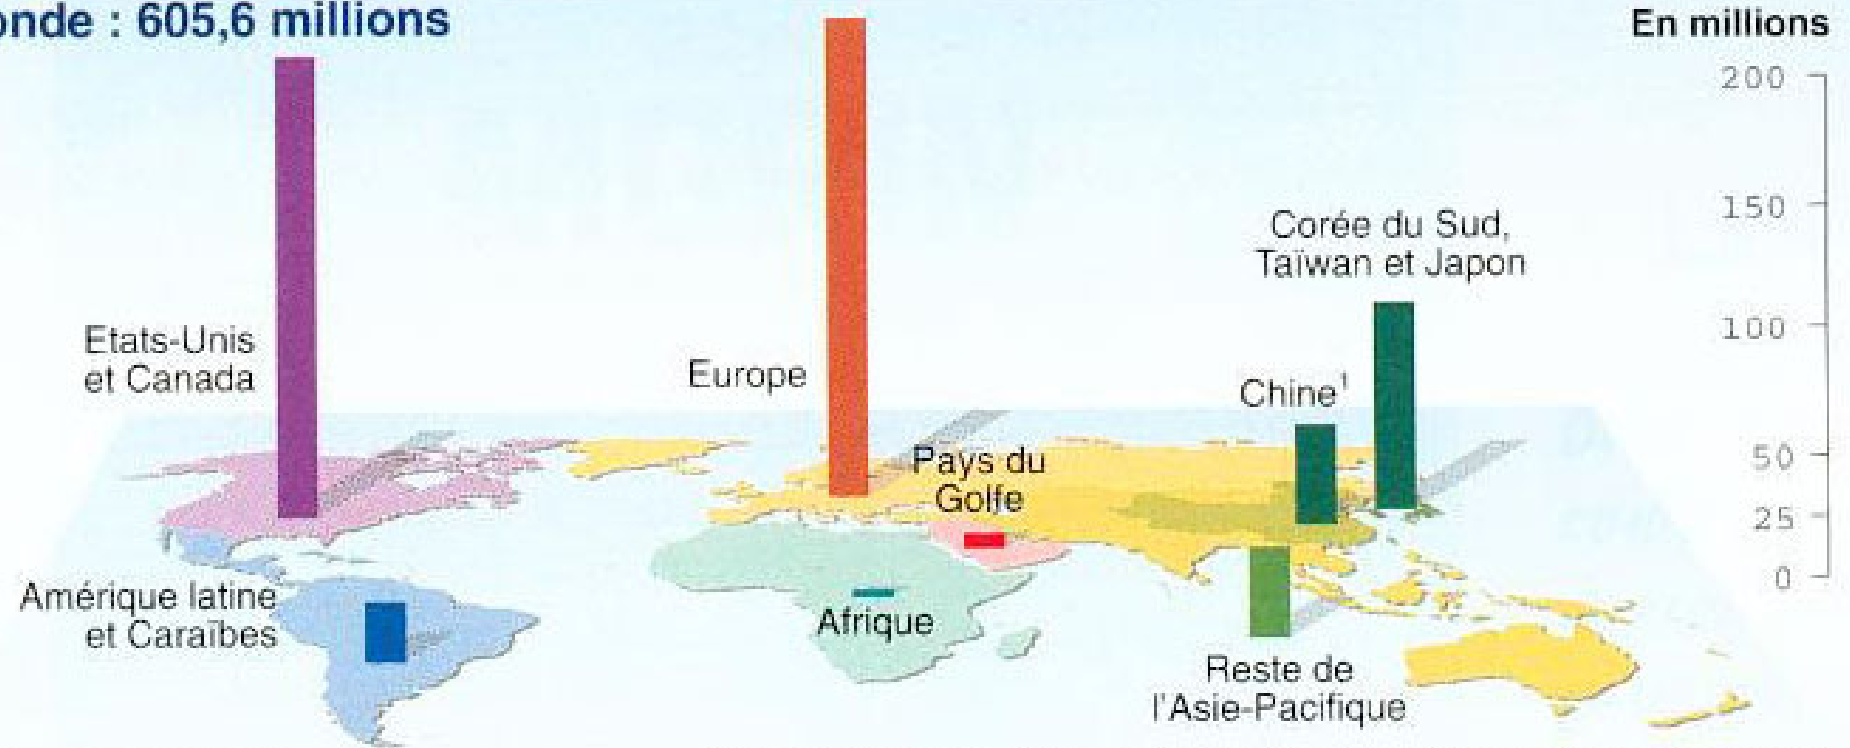 onde : 605,6 millions
En millions
200
150
100
50
25
0
Etats-Unis
et Canada
Europe
Corée du Sud,
Taïwan et Japon
Chine¹
Pays du
Golfe
Amérique latine
et Caraïbes
Afrique
Reste de
l'Asie-Pacifique